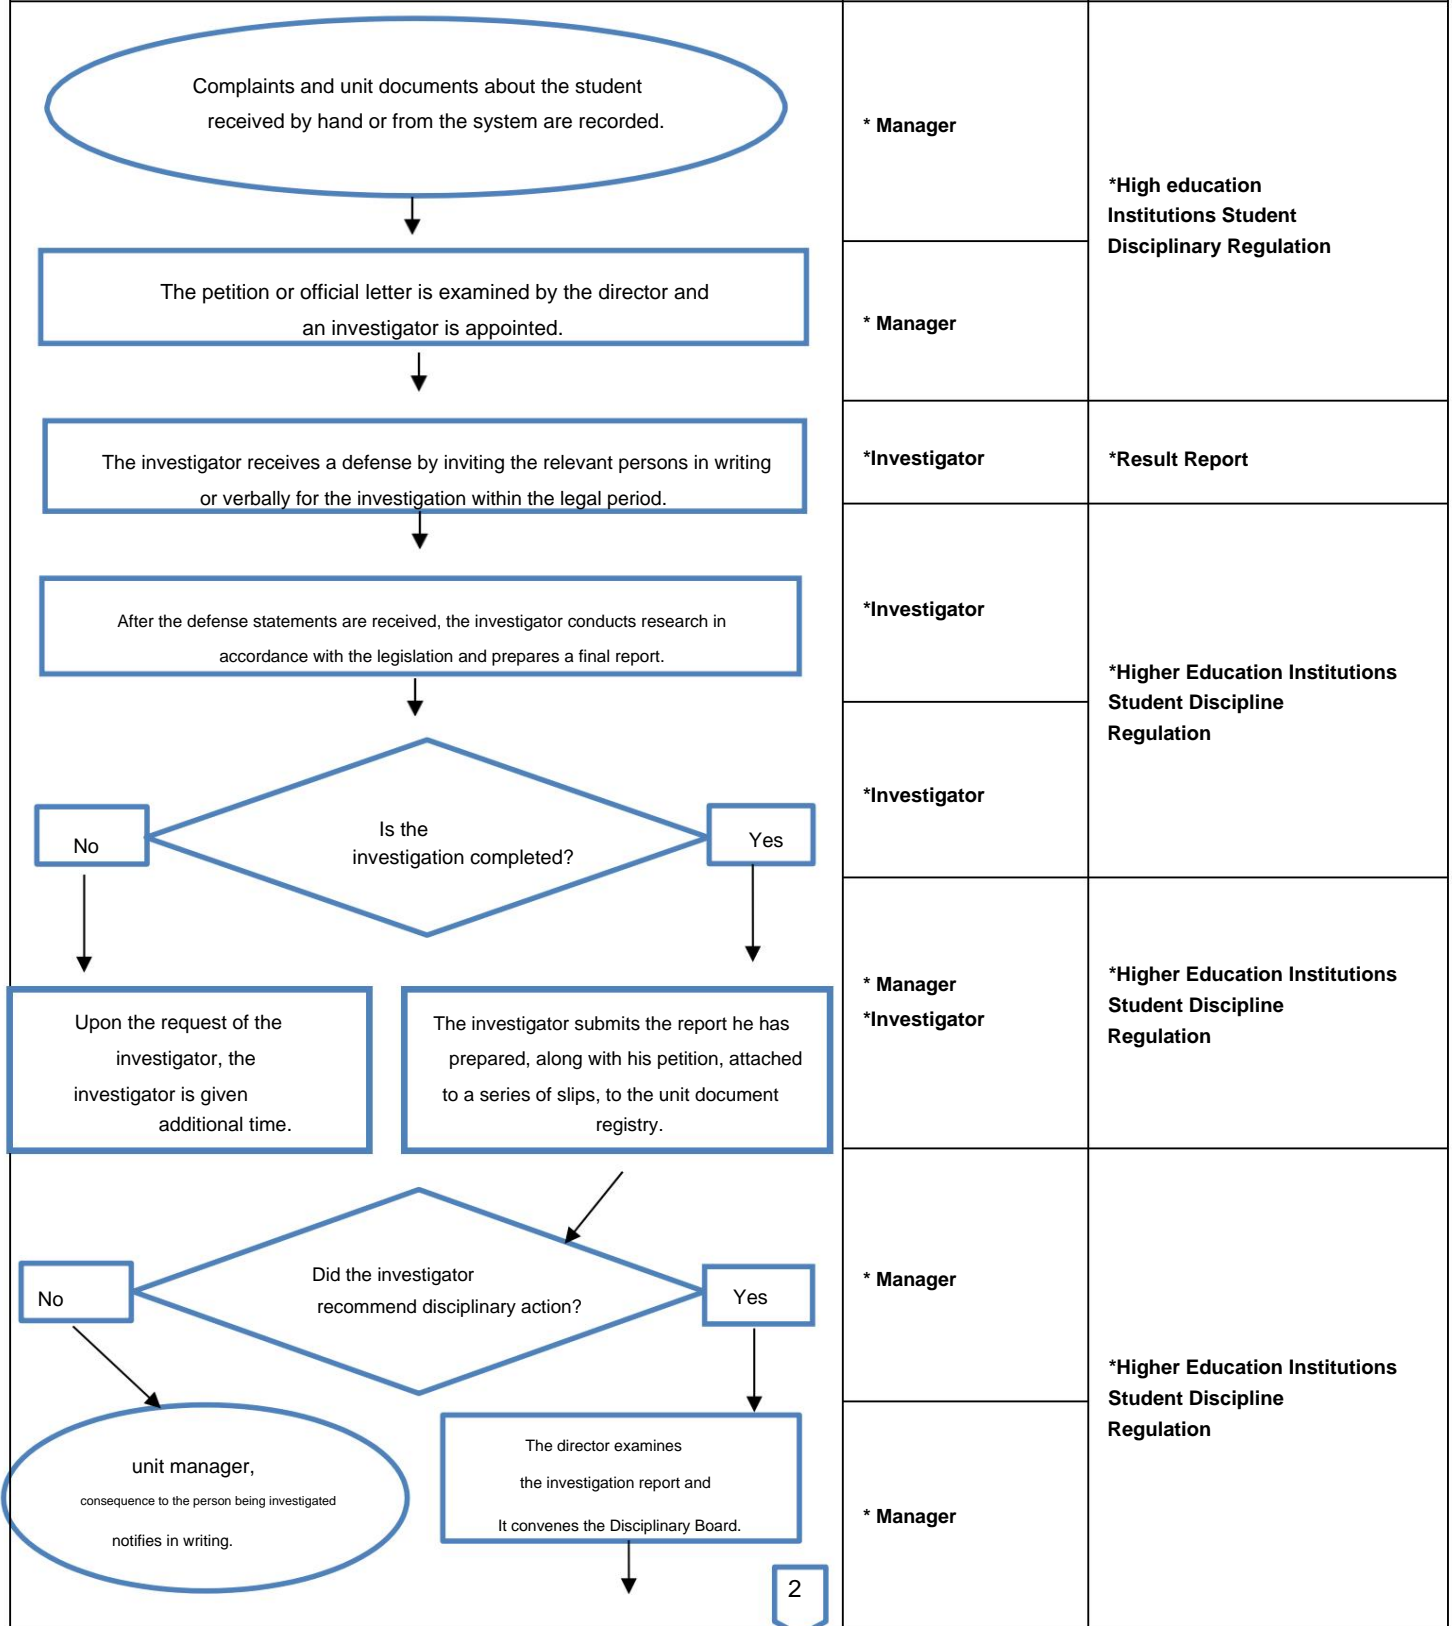 Complaints and unit documents about the student
received by hand or from the system are recorded.
* Manager
*High education
Institutions Student
Disciplinary Regulation
The petition or official letter is examined by the director and
an investigator is appointed.
* Manager
The investigator receives a defense by inviting the relevant persons in writing
or verbally for the investigation within the legal period.
*Investigator
*Result Report
After the defense statements are received, the investigator conducts research in
accordance with the legislation and prepares a final report.
*Investigator
*Higher Education Institutions
Student Discipline
Regulation
No
Is the
investigation completed?
Yes
*Investigator
Upon the request of the
investigator, the
investigator is given
additional time.
The investigator submits the report he has
prepared, along with his petition, attached
to a series of slips, to the unit document
registry.
* Manager
*Investigator
*Higher Education Institutions
Student Discipline
Regulation
No
Did the investigator
recommend disciplinary action?
Yes
* Manager
*Higher Education Institutions
Student Discipline
Regulation
unit manager,
consequence to the person being investigated
notifies in writing.
The director examines
the investigation report and
It convenes the Disciplinary Board.
* Manager
2